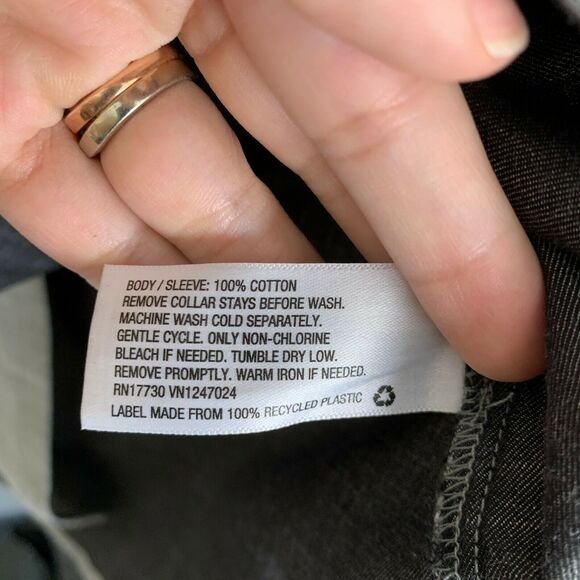 BODY / SLEEVE: 100% COTTON
REMOVE COLLAR STAYS BEFORE WASH.
MACHINE WASH COLD SEPARATELY.
GENTLE CYCLE. ONLY NON-CHLORINE
BLEACH IF NEEDED. TUMBLE DRY LOW.
REMOVE PROMPTLY. WARM IRON IF NEEDED.
RN17730 VN1247024
LABEL MADE FROM 100% RECYCLED PLASTIC